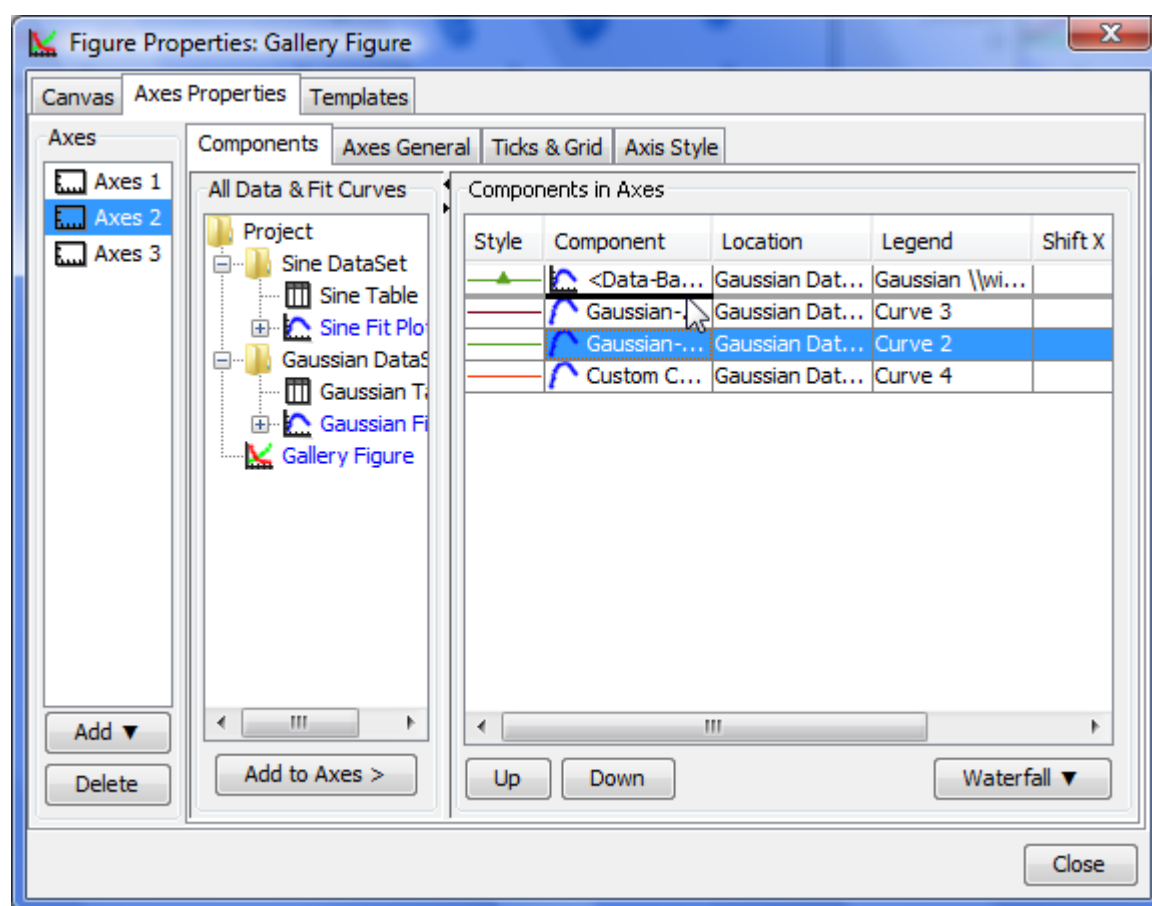 Figure Properties: Gallery Figure
X
Canvas Axes Properties Templates
Axes
Axes 1
Axes 2
Axes 3
Add ▼
Delete
Components Axes General Ticks & Grid Axis Style
All Data & Fit Curves
Project
Sine DataSet
Sine Table
Sine Fit Plo
Gaussian DataS
Gaussian Ta
Gaussian Fi
Gallery Figure
Add to Axes >
Components in Axes
Style Component Location Legend Shift X
<Data-Ba... Gaussian Dat... Gaussian \\wi...
Gaussian-... Gaussian Dat... Curve 3
Gaussian-... Gaussian Dat... Curve 2
Custom C... Gaussian Dat... Curve 4
Up Down Waterfall ▼
Close